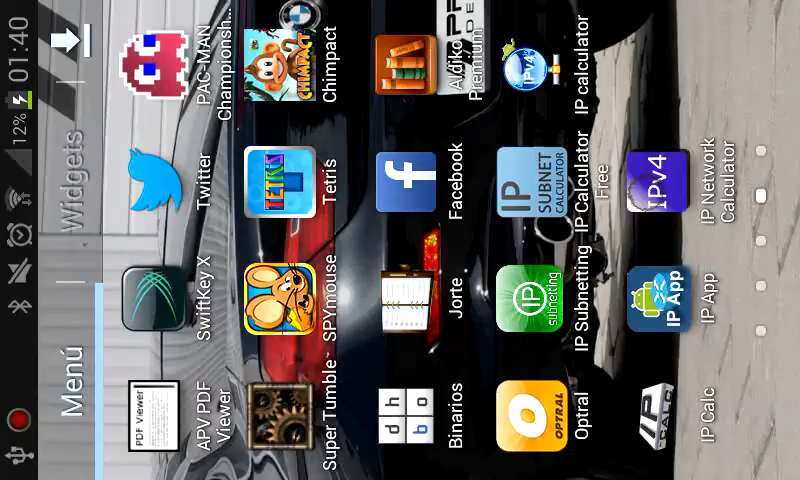 12% 01:40
Menú
Widgets
PDF Viewer
APV PDF
Viewer
SwiftKey X
Twitter
PAC-MAN
Championsh...
Super Tumble
SPYmouse
TETRIS
Tetris
CHIMPACT
Chimpact
d h
b o
Binarios
Jorte
Facebook
Aldiko
Premium
OPTRAL
Optral
IP
subnetting
IP Subnetting
IP
SUBNET
CALCULATOR
IP Calculator
Free
IPv4
IP calculator
IP
CALC
IP Calc
IP App
IP App
IPv4
IP Network
Calculator